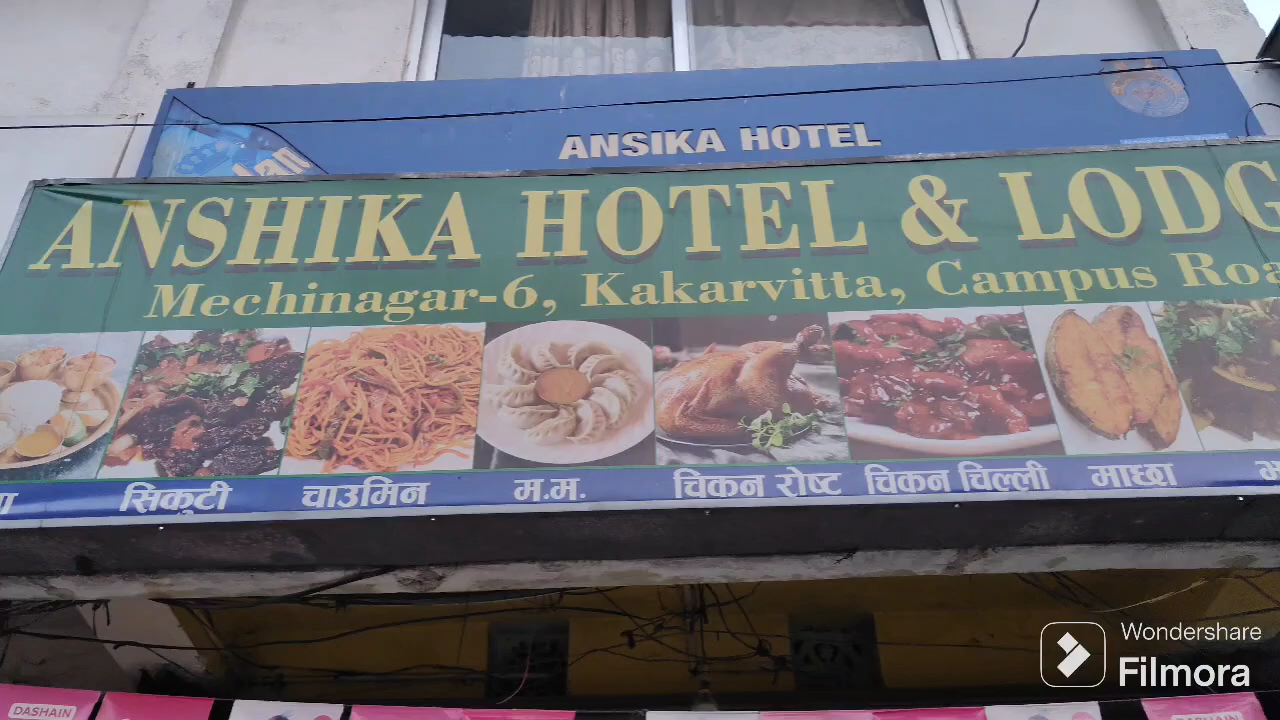 ANSIKA HOTEL
ANSHIKA HOTEL & LODG
Mechinagar-6, Kakarvitta, Campus Roa
सिकुटी चाउमिन म.म. चिकन रोष्ट चिकन चिल्ली माछा
Wondershare
Filmora
DASHAIN